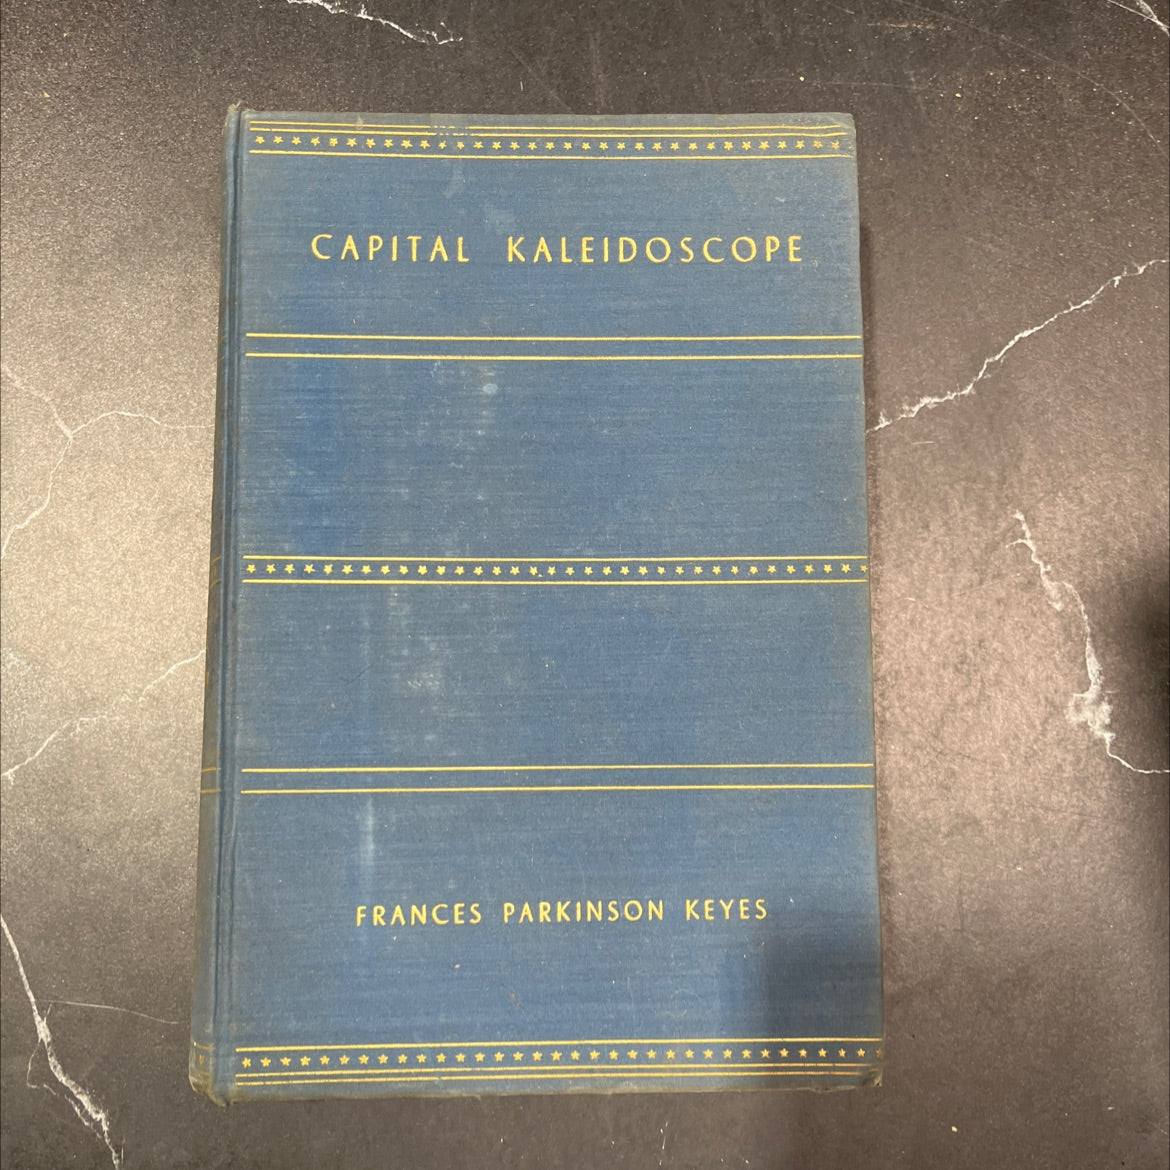 CAPITAL KALEIDOSCOPE
FRANCES PARKINSON KEYES